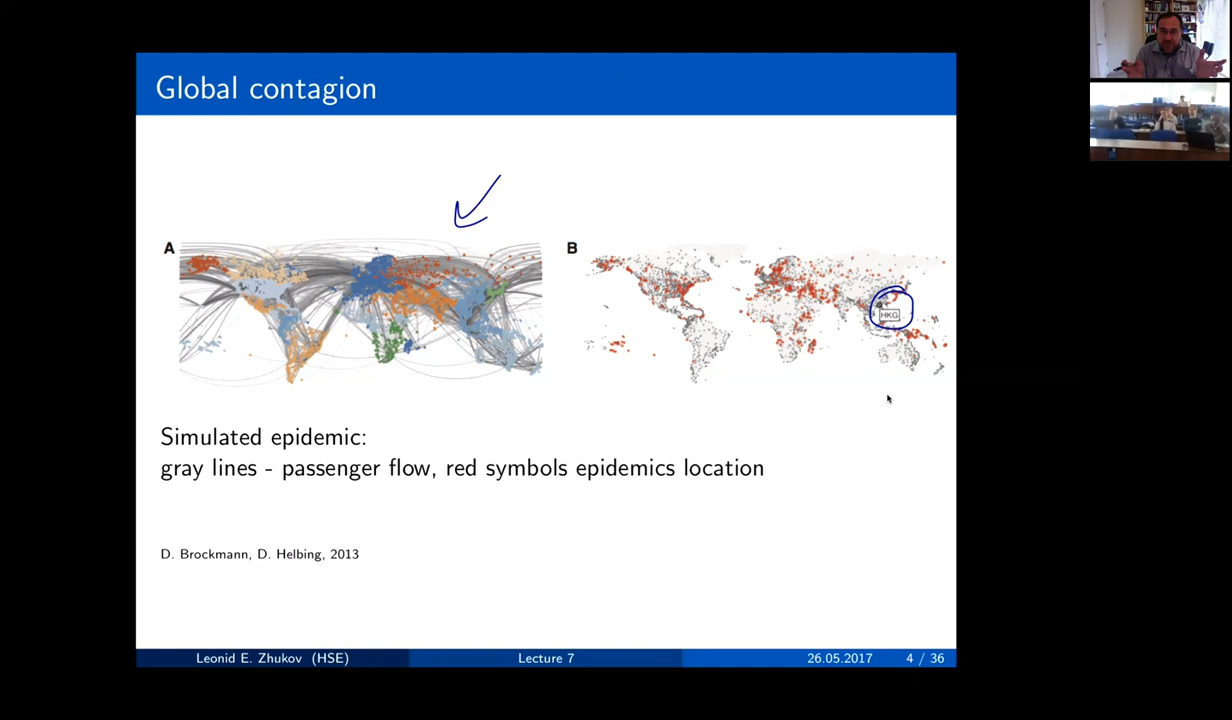 Global contagion
A
B
HKG
Simulated epidemic:
gray lines - passenger flow, red symbols epidemics location
D. Brockmann, D. Helbing, 2013
Leonid E. Zhukov (HSE)
Lecture 7
26.05.2017
4 / 36